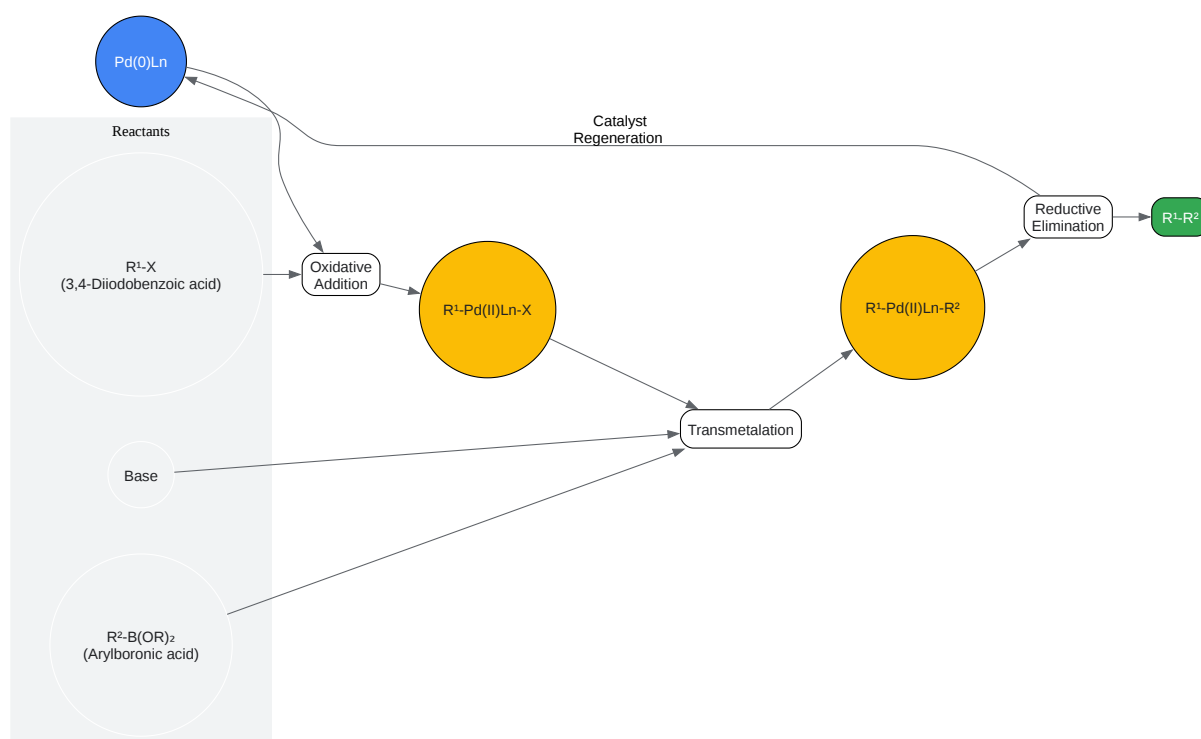 Pd(0)Ln
Reactants
Catalyst
Regeneration
Reductive
Elimination
R¹-R²
R¹-X
(3,4-Diiodobenzoic acid)
Oxidative
Addition
R¹-Pd(II)Ln-X
R¹-Pd(II)Ln-R²
Transmetalation
Base
R²-B(OR)₂
(Arylboronic acid)